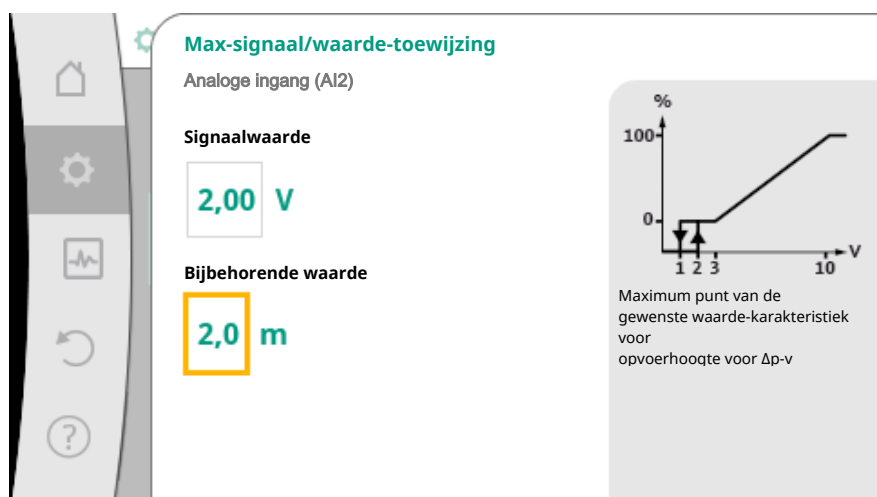 Max-signaal/waarde-toewijzing
Analoge ingang (AI2)
Signaalwaarde
2,00 V
Bijbehorende waarde
2,0 m
%
100
0
1 2 3 10 V
Maximum punt van de
gewenste waarde-karakteristiek
voor
opvoerhoogte voor Δp-v
?